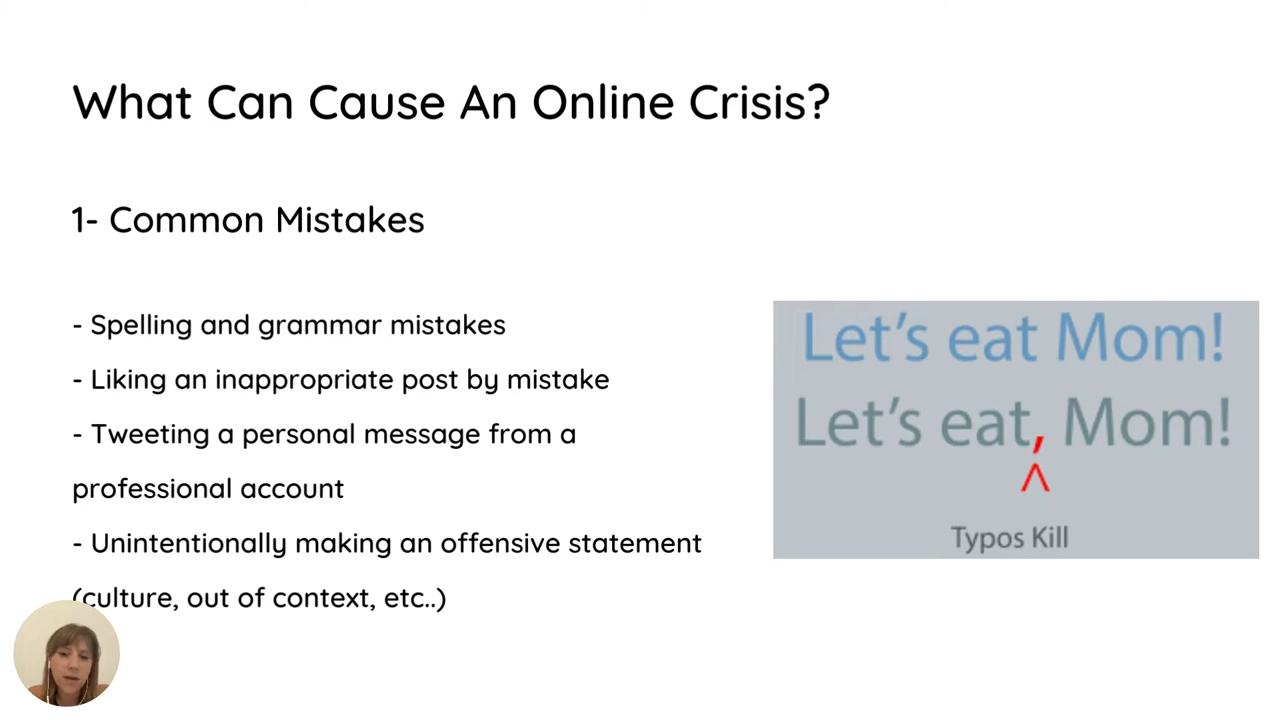 What Can Cause An Online Crisis?
1- Common Mistakes
- Spelling and grammar mistakes
- Liking an inappropriate post by mistake
- Tweeting a personal message from a
professional account
- Unintentionally making an offensive statement
(culture, out of context, etc..)
Let's eat Mom!
Let's eat, Mom!
^
Typos Kill